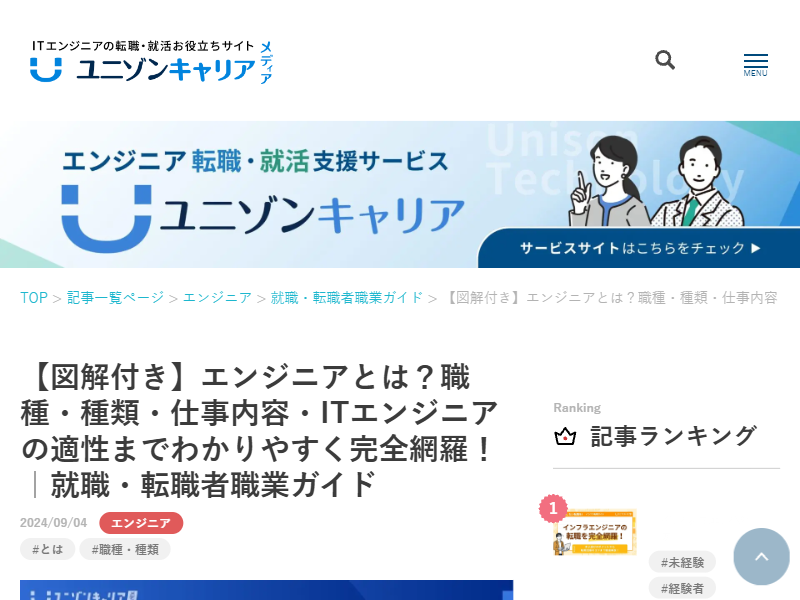 ITエンジニアの転職・就活お役立ちサイト
ユニゾンキャリア
メディア
MENU
Unison
Technology
エンジニア 転職・就活 支援サービス
ユニゾンキャリア
サービスサイトはこちらをチェック ▶
TOP > 記事一覧ページ > エンジニア > 就職・転職者職業ガイド > 【図解付き】エンジニアとは?職種・種類・仕事内容
【図解付き】エンジニアとは?職
種・種類・仕事内容・ITエンジニア
の適性までわかりやすく完全網羅!
｜就職・転職者職業ガイド
2024/09/04 エンジニア
#とは #職種・種類
Ranking
記事ランキング
1
インフラエンジニアの
転職を完全網羅!
#未経験
#経験者